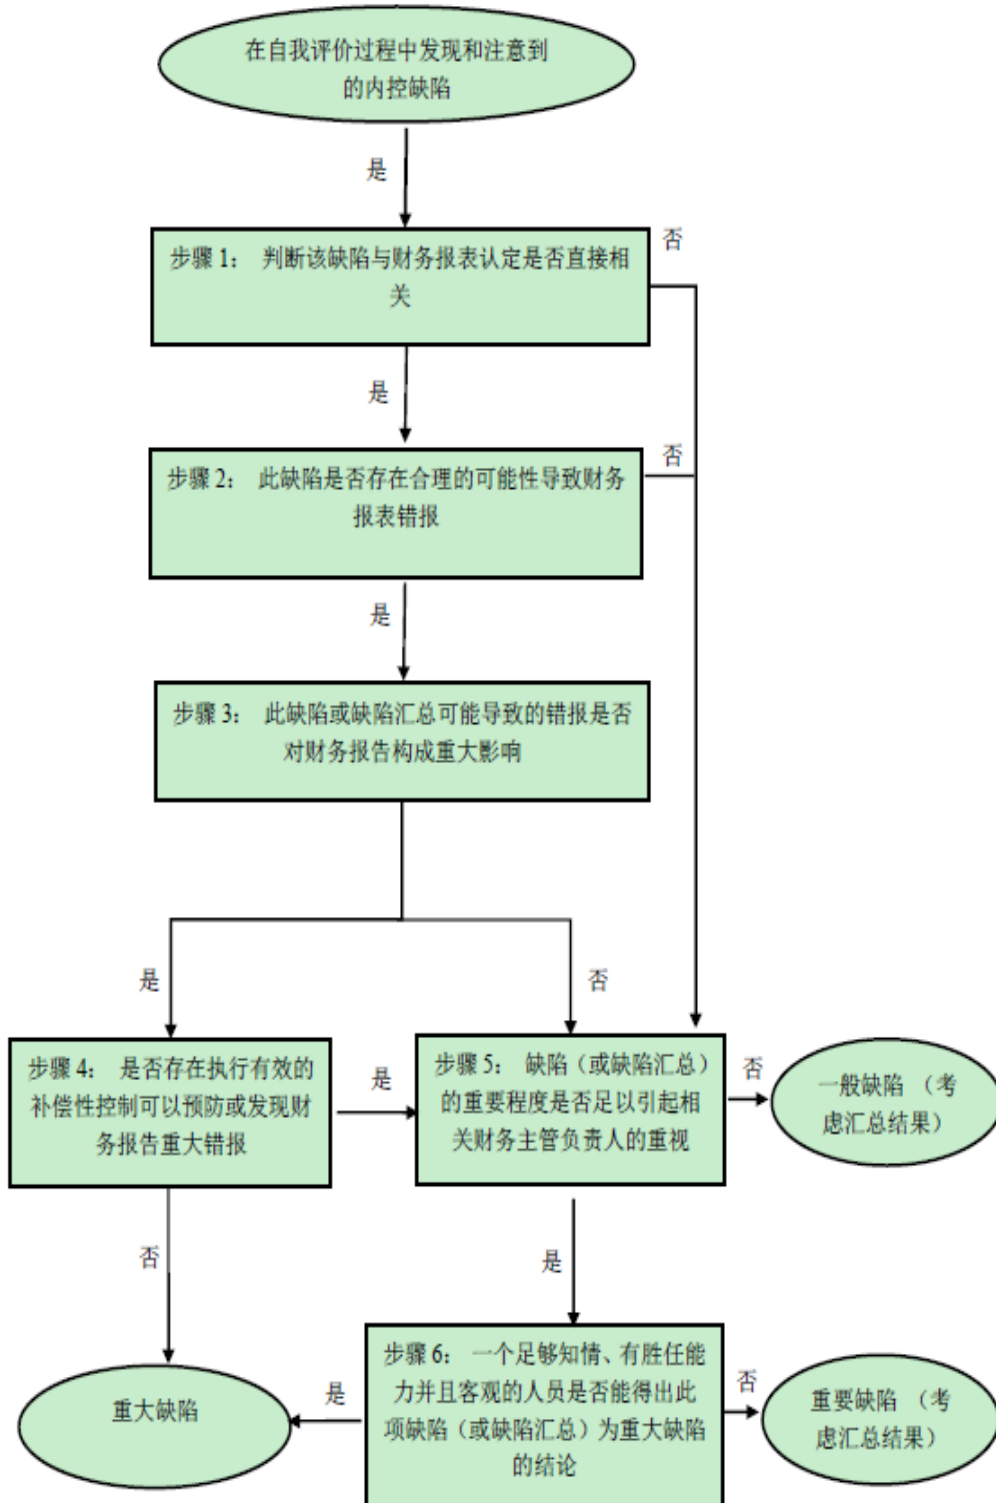 在自我评价过程中发现和注意到
的内控缺陷
是
步骤 1： 判断该缺陷与财务报表认定是否直接相
关
否
是
步骤 2： 此缺陷是否存在合理的可能性导致财务
报表错报
否
是
步骤 3： 此缺陷或缺陷汇总可能导致的错报是否
对财务报告构成重大影响
是
否
步骤 4： 是否存在执行有效的
补偿性控制可以预防或发现财
务报告重大错报
是
步骤 5： 缺陷（或缺陷汇总）
的重要程度是否足以引起相
关财务主管负责人的重视
否
一般缺陷 （考
虑汇总结果）
否
是
重大缺陷
是
步骤 6： 一个足够知情、有胜任能
力并且客观的人员是否能得出此
项缺陷（或缺陷汇总）为重大缺陷
的结论
否
重要缺陷 （考
虑汇总结果）